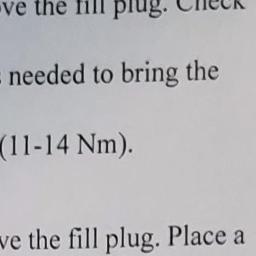 ve the fill plug. Check
needed to bring the
(11-14 Nm).
ve the fill plug. Place a